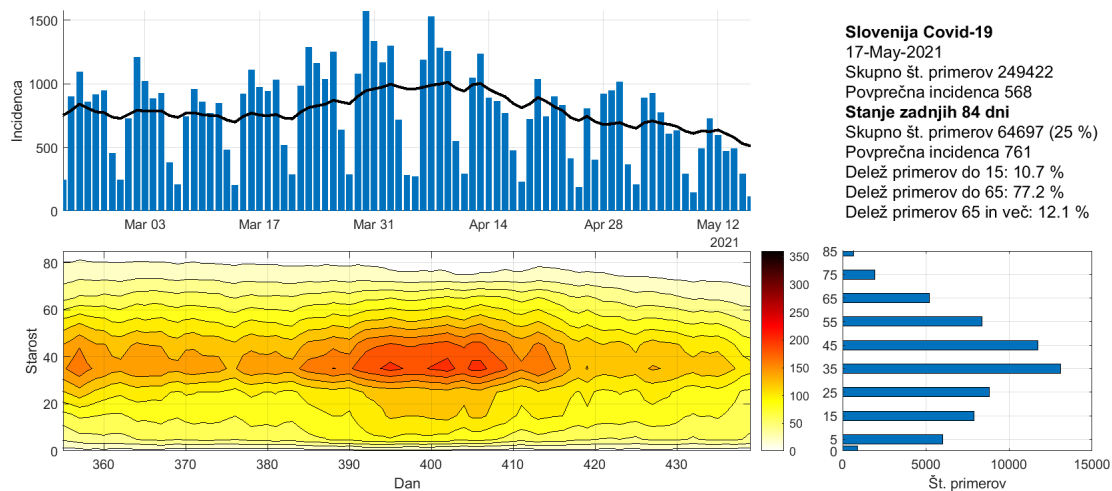 1500
1000
500
0
Incidenca
Mar 03
Mar 17
Mar 31
Apr 14
Apr 28
May 12
2021
Slovenija Covid-19
17-May-2021
Skupno št. primerov 249422
Povprečna incidenca 568
Stanje zadnjih 84 dni
Skupno št. primerov 64697 (25 %)
Povprečna incidenca 761
Delež primerov do 15: 10.7 %
Delež primerov do 65: 77.2 %
Delež primerov 65 in več: 12.1 %
80
60
40
20
0
Starost
360
370
380
390
400
410
420
430
Dan
350
300
250
200
150
100
50
0
85
75
65
55
45
35
25
15
5
0
0
5000
10000
15000
Št. primerov